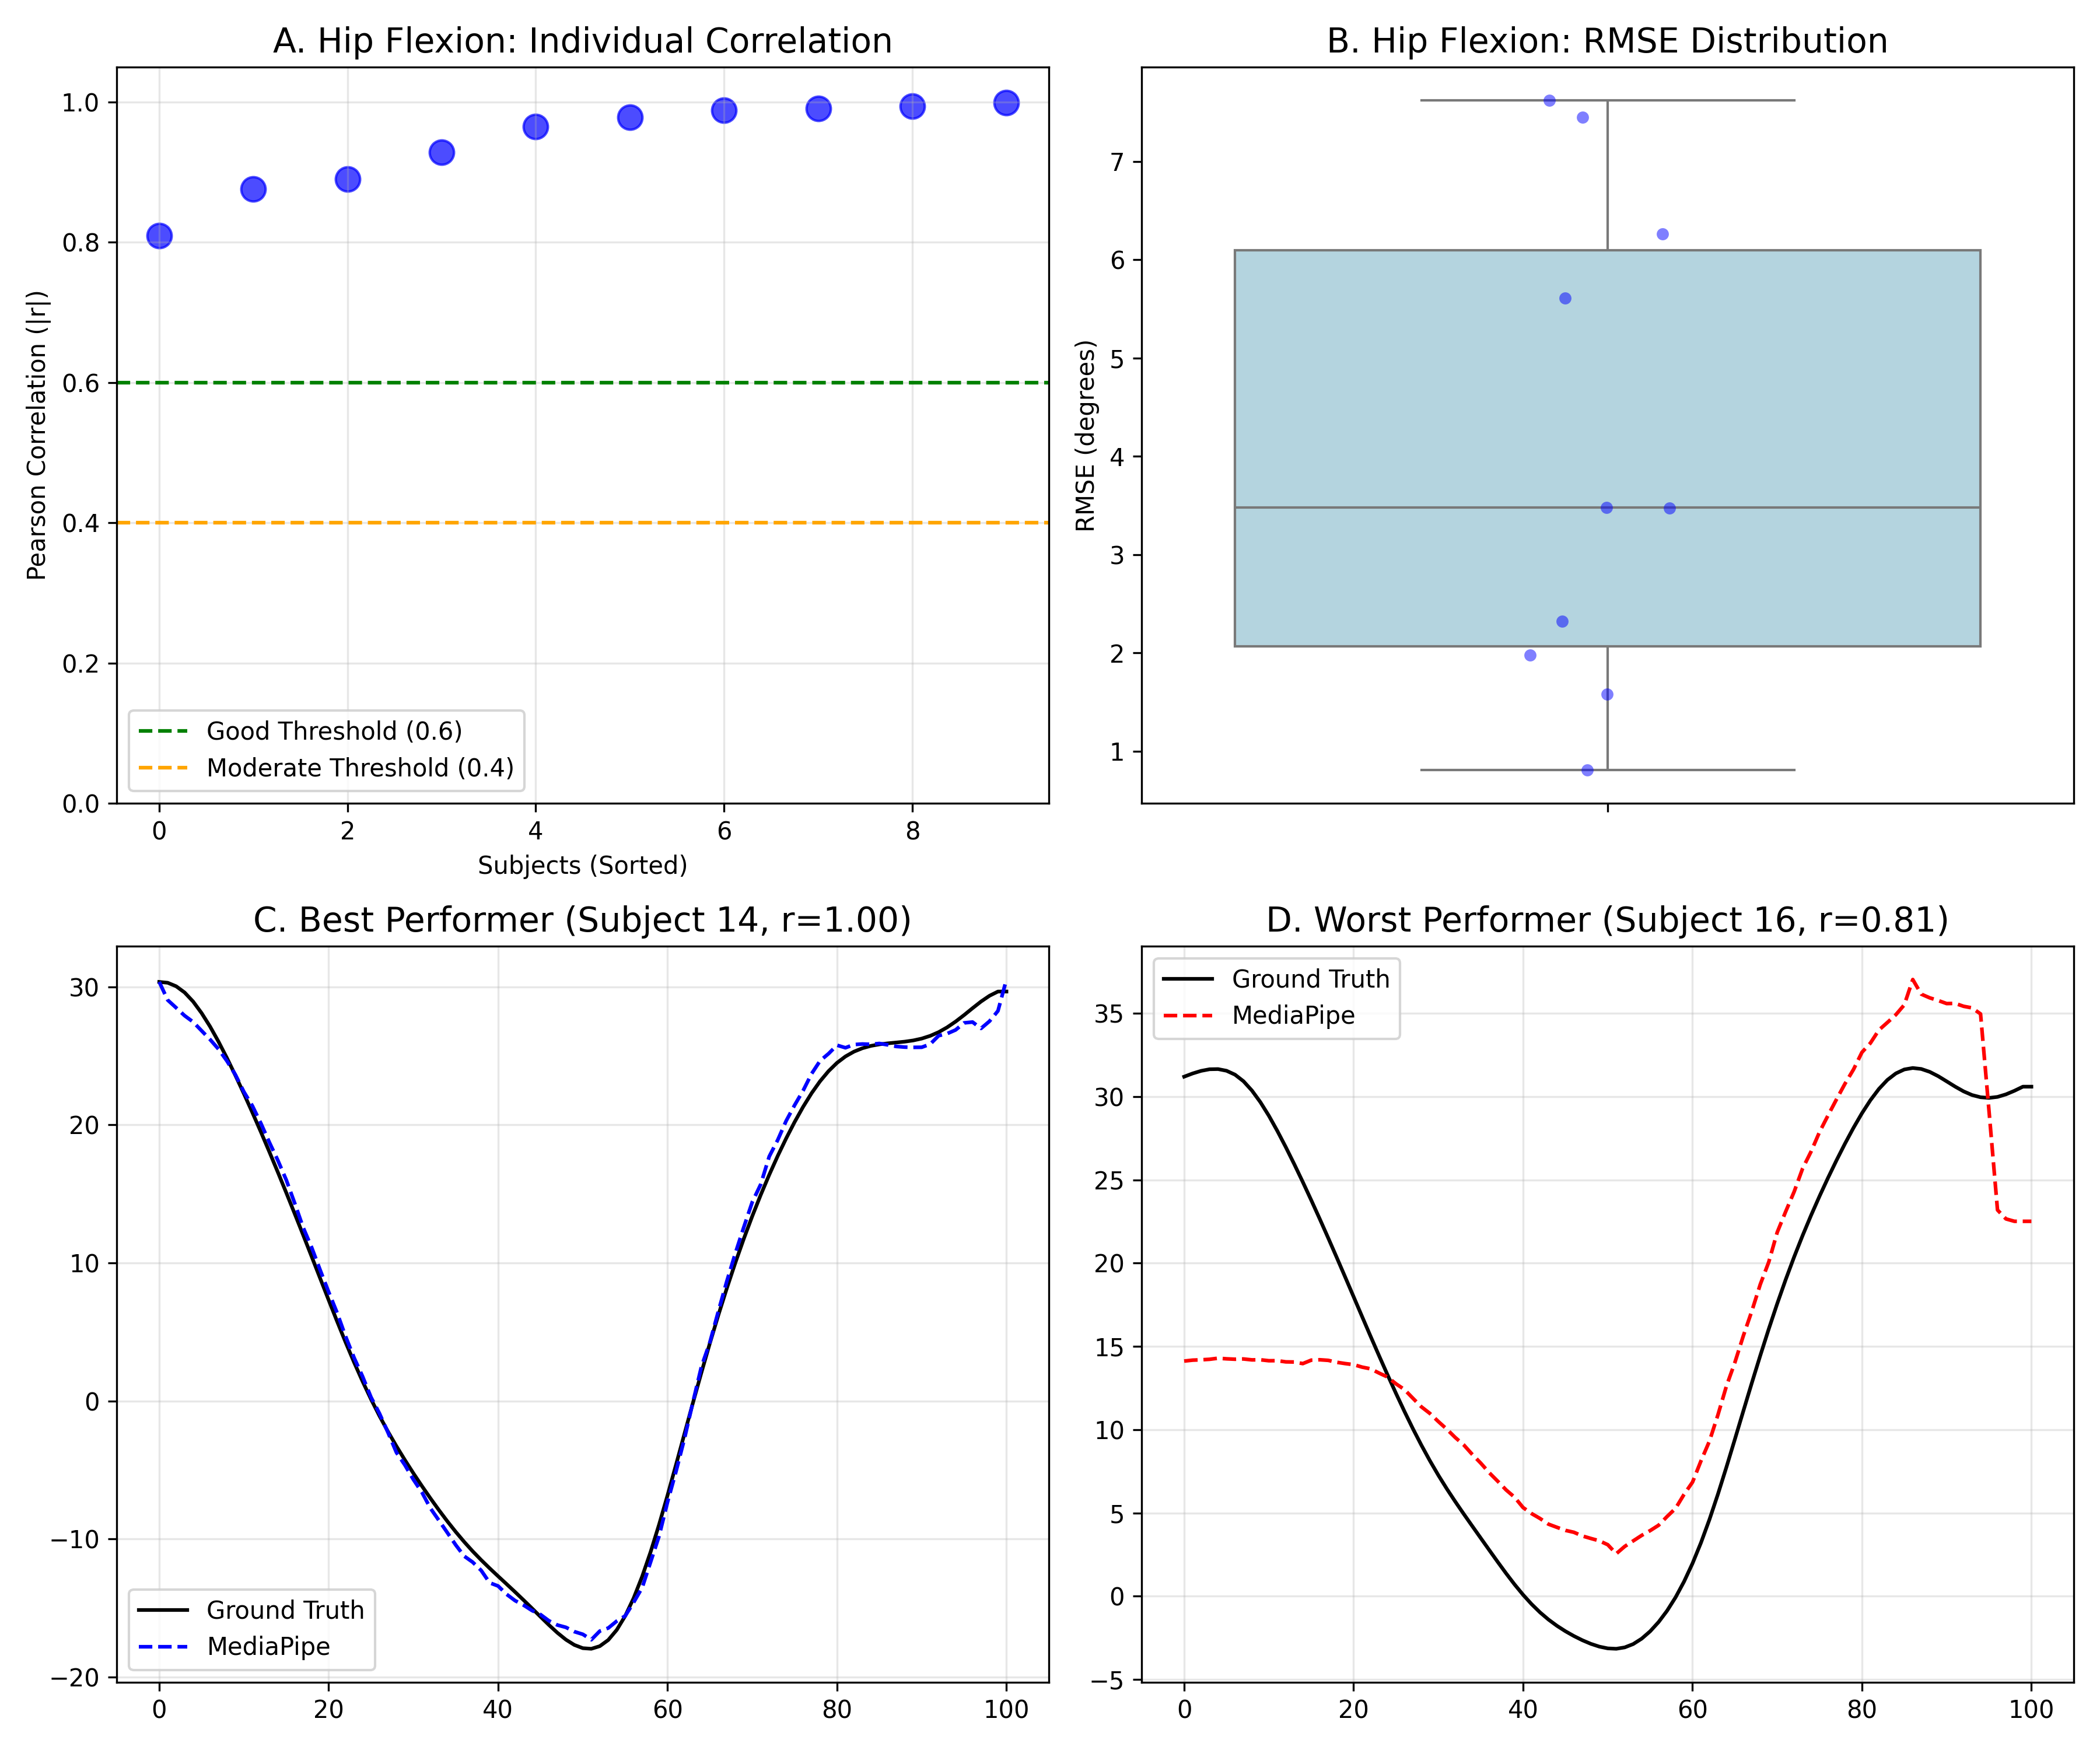 A. Hip Flexion: Individual Correlation
Pearson Correlation (|r|)
1.0
0.8
0.6
0.4
0.2
0.0
Good Threshold (0.6)
Moderate Threshold (0.4)
0 2 4 6 8
Subjects (Sorted)
B. Hip Flexion: RMSE Distribution
RMSE (degrees)
7
6
5
4
3
2
1
C. Best Performer (Subject 14, r=1.00)
30
20
10
0
−10
−20
Ground Truth
MediaPipe
0 20 40 60 80 100
D. Worst Performer (Subject 16, r=0.81)
Ground Truth
MediaPipe
35
30
25
20
15
10
5
0
−5
0 20 40 60 80 100